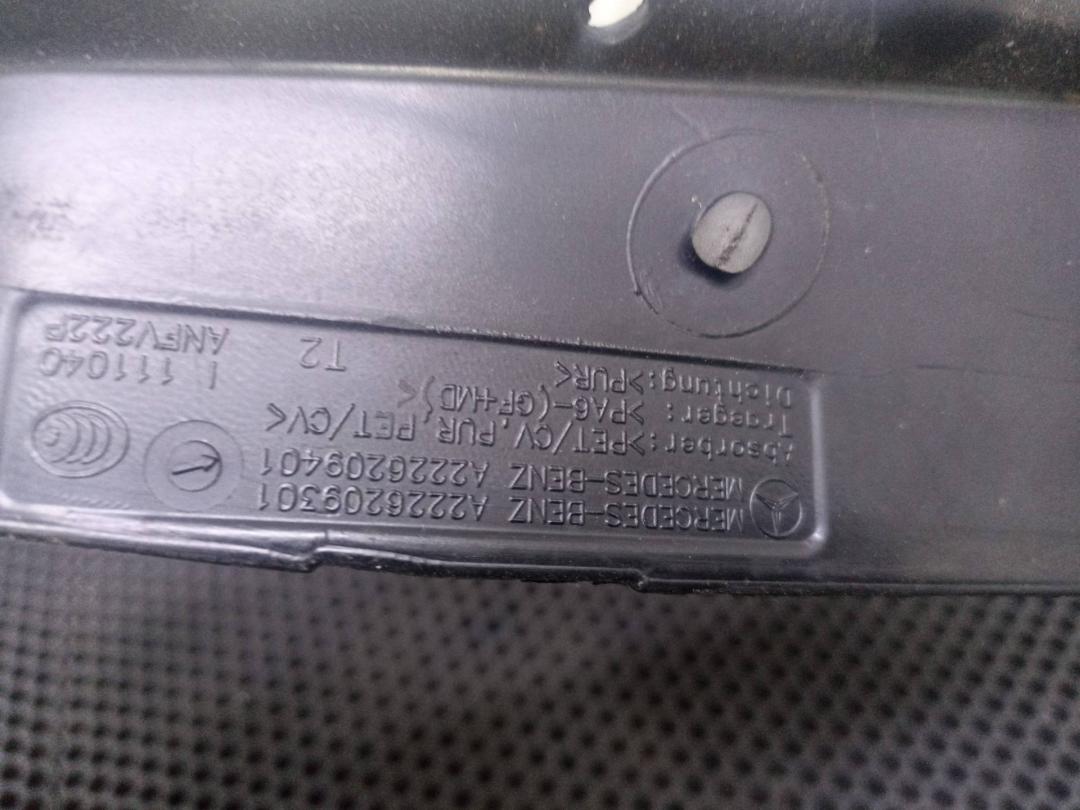 MERCEDES-BENZ A2226209301
MERCEDES-BENZ A2226209401
Absorber:>PET/CV,PUR,PET/CV<
Traeger: >PA6-(GF+MD)<
Dichtung:>PUR<
T2
I. 11104C
ANFV222P